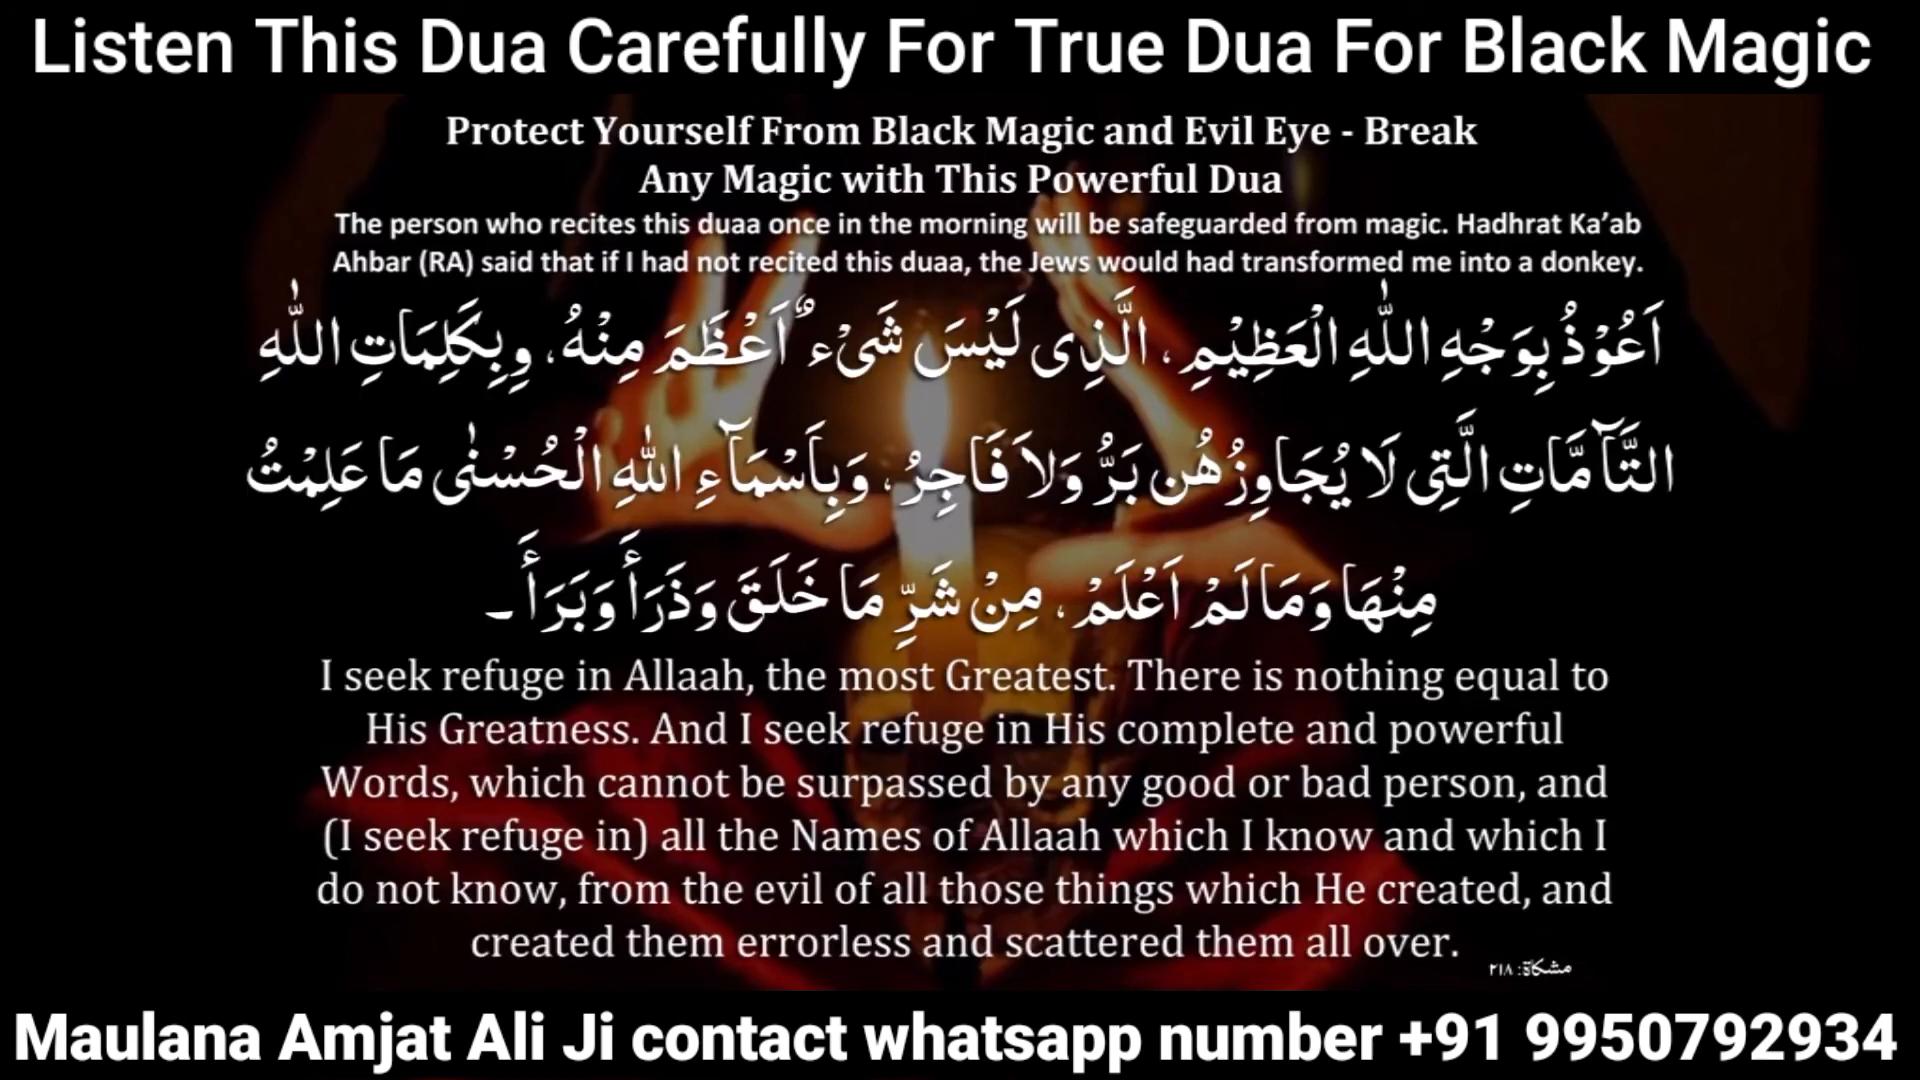 Listen This Dua Carefully For True Dua For Black Magic
Protect Yourself From Black Magic and Evil Eye - Break
Any Magic with This Powerful Dua
The person who recites this duaa once in the morning will be safeguarded from magic. Hadhrat Ka’ab
Ahbar (RA) said that if I had not recited this duaa, the Jews would had transformed me into a donkey.
اَعُوْذُ بِوَجْهِ اللّٰهِ الْعَظِيْمِ، الَّذِى لَيْسَ شَىْءٌ اَعْظَمَ مِنْهُ، وِبِكَلِمَاتِ اللّٰهِ
التَّآمَّاتِ الَّتِى لَا يُجَاوِزُهُن بَرُّ وَلاَ فَاجِرُ، وَبِاَسْمَآءِ اللّٰهِ الْحُسْنٰى مَا عَلِمْتُ
مِنْهَا وَمَا لَمْ اَعْلَمْ، مِنْ شَرِّ مَا خَلَقَ وَذَرَأَ وَبَرَأَ ۔
I seek refuge in Allaah, the most Greatest. There is nothing equal to
His Greatness. And I seek refuge in His complete and powerful
Words, which cannot be surpassed by any good or bad person, and
(I seek refuge in) all the Names of Allaah which I know and which I
do not know, from the evil of all those things which He created, and
created them errorless and scattered them all over.
مشكاة: ٢١٨
Maulana Amjat Ali Ji contact whatsapp number +91 9950792934